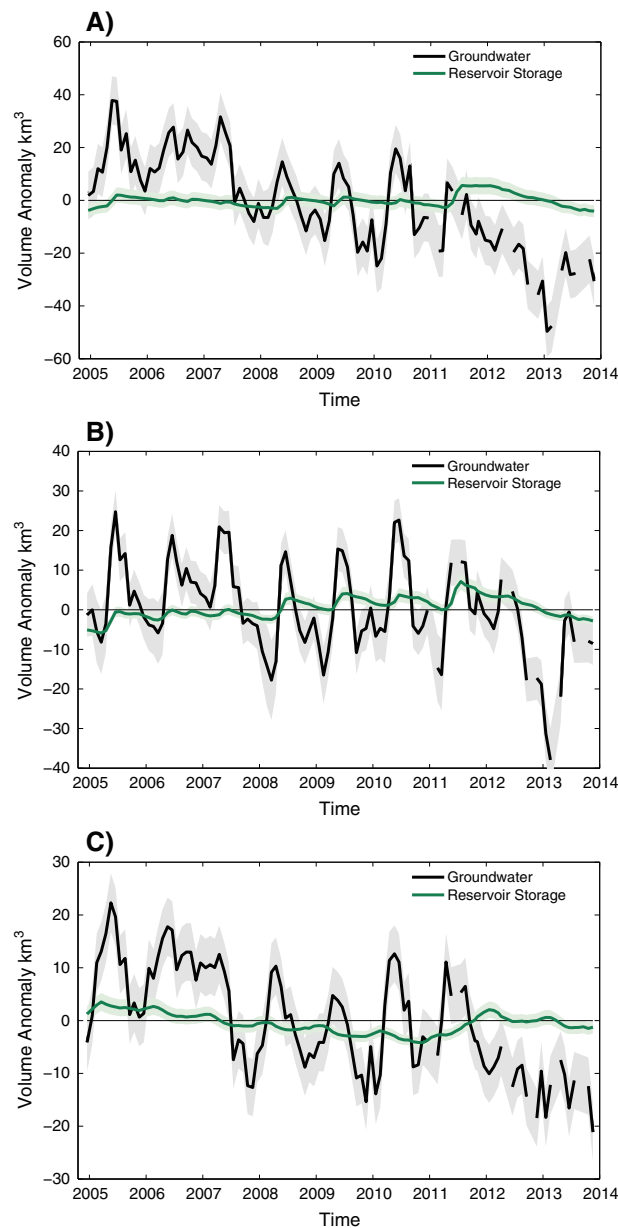 A)
Groundwater
Reservoir Storage
Volume Anomaly km³
60
40
20
0
−20
−40
−60
2005 2006 2007 2008 2009 2010 2011 2012 2013 2014
Time
B)
Groundwater
Reservoir Storage
Volume Anomaly km³
40
30
20
10
0
−10
−20
−30
−40
2005 2006 2007 2008 2009 2010 2011 2012 2013 2014
Time
C)
Groundwater
Reservoir Storage
Volume Anomaly km³
30
20
10
0
−10
−20
−30
2005 2006 2007 2008 2009 2010 2011 2012 2013 2014
Time